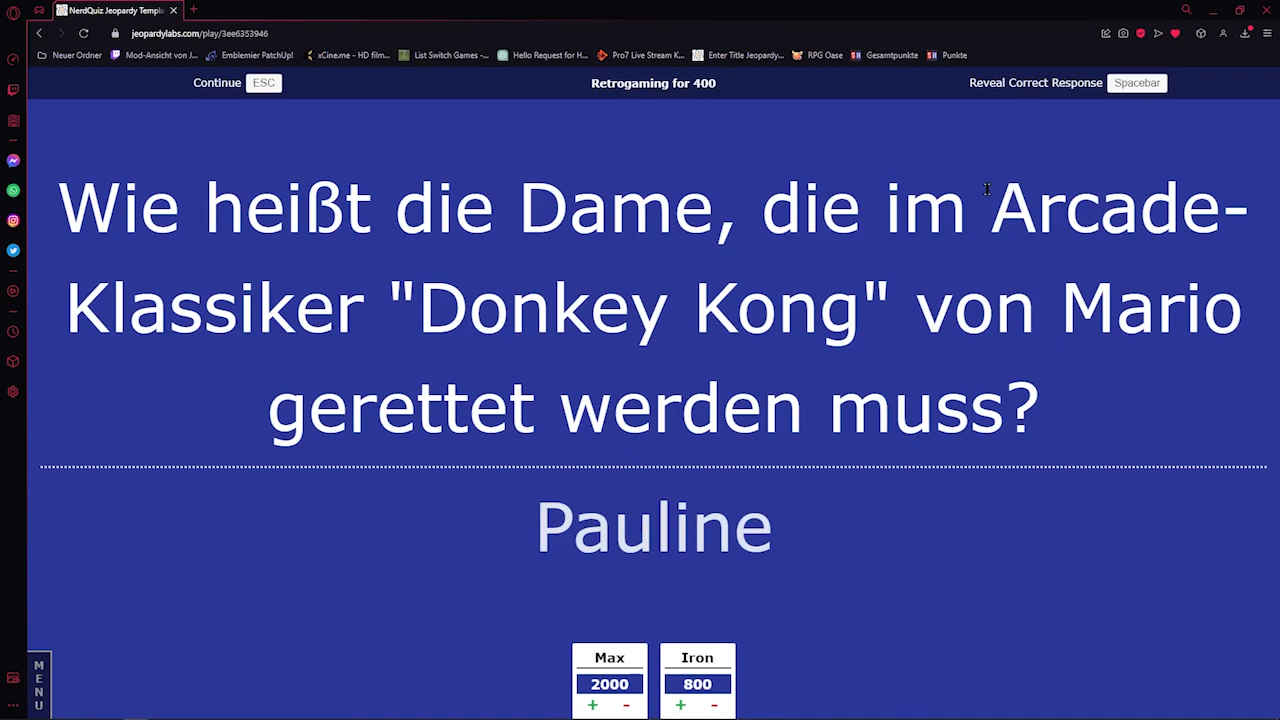 NerdQuiz Jeopardy Templa
jeopardylabs.com/play/3ee6353946
Neuer Ordner
Mod-Ansicht von J...
Emblemier PatchUp!
xCine.me - HD film...
List Switch Games -...
Hello Request for H...
Pro7 Live Stream K...
Enter Title Jeopardy...
RPG Oase
Gesamtpunkte
Punkte
Continue ESC
Retrogaming for 400
Reveal Correct Response Spacebar
Wie heißt die Dame, die im Arcade-
Klassiker "Donkey Kong" von Mario
gerettet werden muss?
Pauline
MENU
Max
2000
+ -
Iron
800
+ -